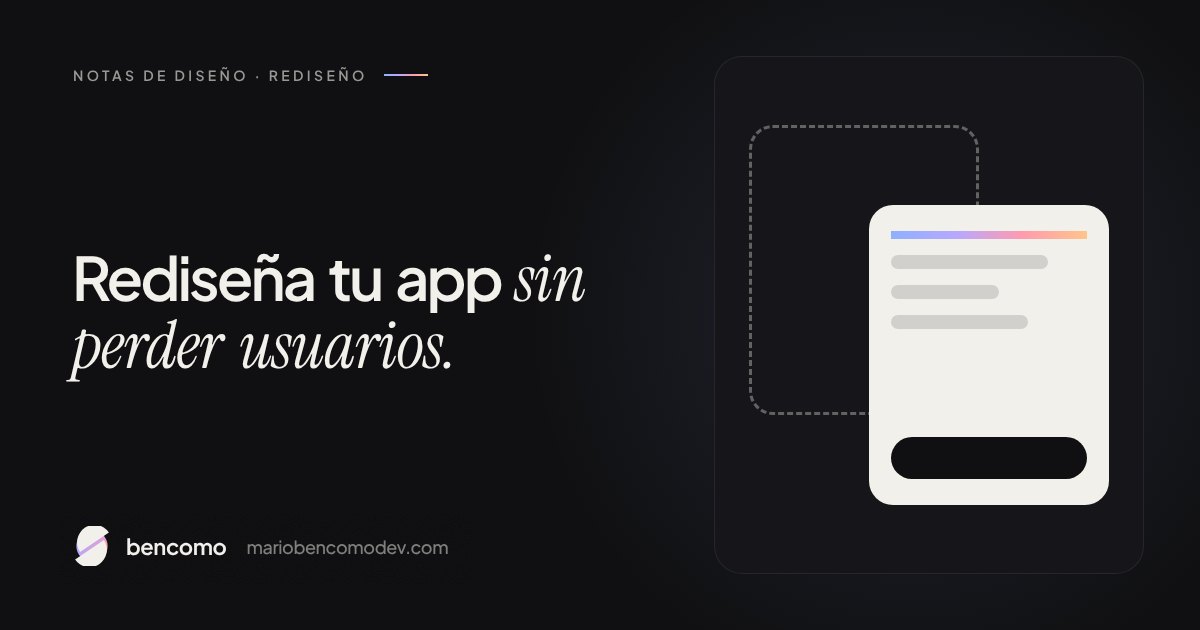 NOTAS DE DISEÑO · REDISEÑO
Rediseña tu app sin
perder usuarios.
bencomo mariobencomodev.com